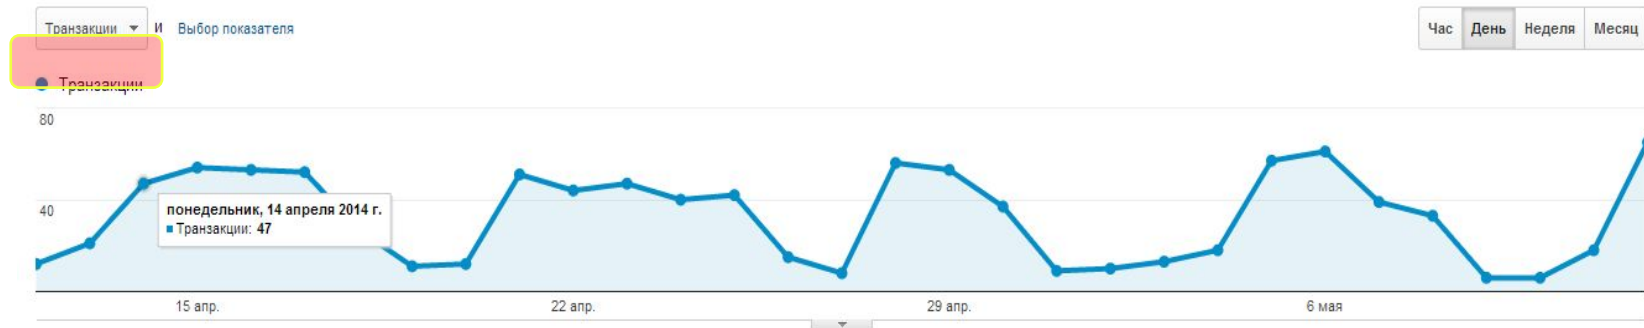 Транзакции и Выбор показателя Час День Неделя Месяц
Транзакции
80
40
понедельник, 14 апреля 2014 г.
Транзакции: 47
15 апр. 22 апр. 29 апр. 6 мая